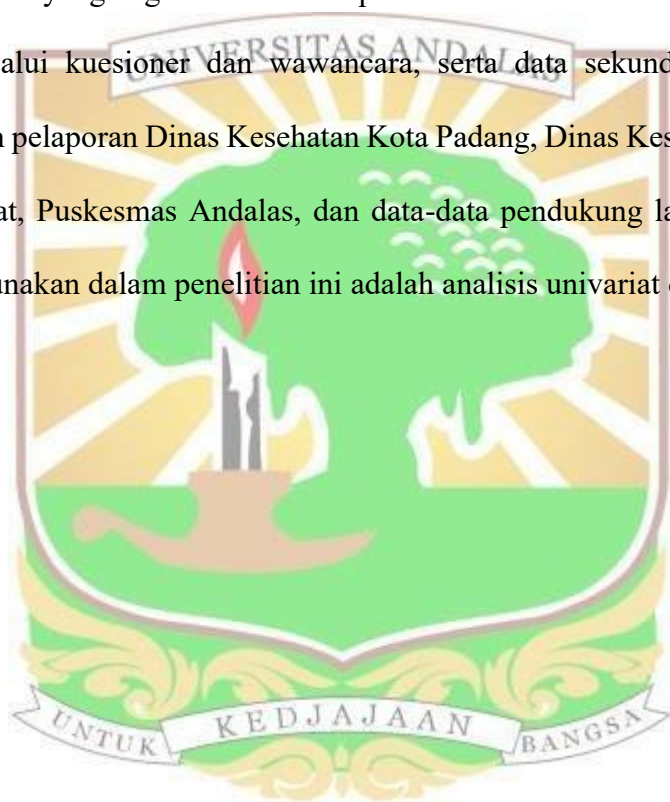 UNIVERSITAS ANDALAS
alui kuesioner dan wawancara, serta data sekund
n pelaporan Dinas Kesehatan Kota Padang, Dinas Kes
at, Puskesmas Andalas, dan data-data pendukung la
unakan dalam penelitian ini adalah analisis univariat
UNTUK KEDJAJAAN BANGSA